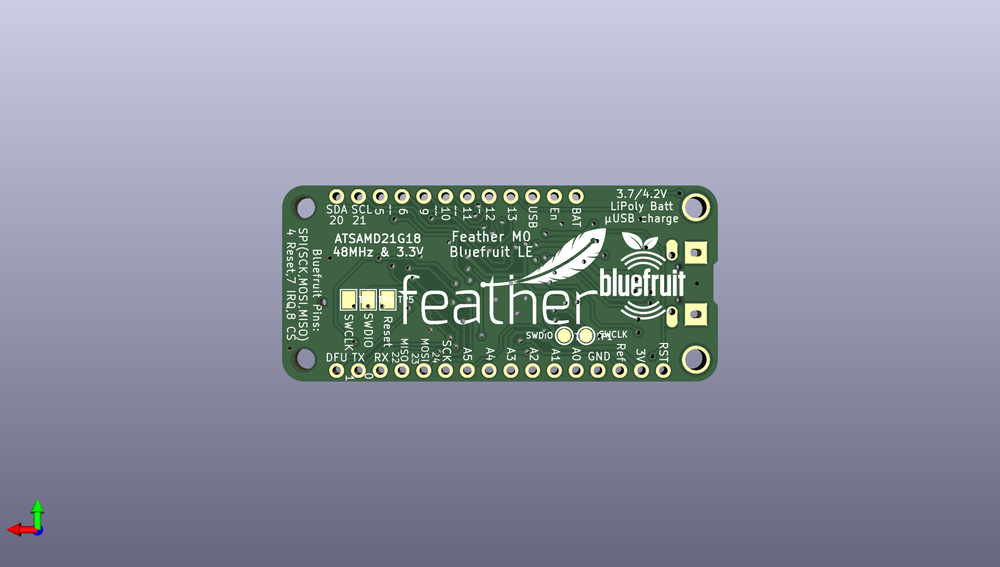 3.7/4.2V
LiPoly Batt
µUSB charge
SDA
20
SCL
21
5
6
9
10
11
12
13
USB
En
BAT
ATSAMD21G18
48MHz & 3.3V
Feather M0
Bluefruit LE
Bluefruit Pins:
SPI(SCK,MOSI,MISO)
4 Reset,7 IRQ,8 CS
feather
bluefruit
SWCLK
SWDIO
Reset
SWDIO
SWCLK
DFU
TX
1
RX
0
MISO
22
MOSI
23
SCK
24
A5
A4
A3
A2
A1
A0
GND
Ref
3V
RST